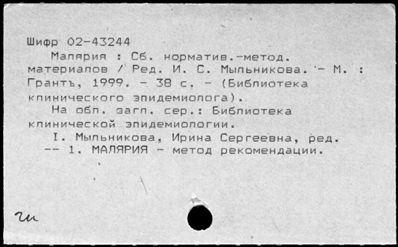 Шифр 02-43244
Малярия : Сб. норматив.-метод.
материалов / Ред. И. С. Мыльникова. - М. :
Грантъ, 1999. - 38 с. - (Библиотека
клинического эпидемиолога).
На обл. загл. сер.: Библиотека
клинической эпидемиологии.
I. Мыльникова, Ирина Сергеевна, ред.
-- 1. МАЛЯРИЯ - метод рекомендации.